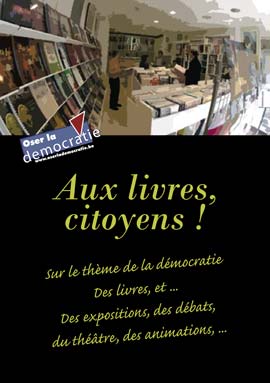 Oser la
démocratie
www.oserlademocratie.be
Aux livres,
citoyens !
Sur le thème de la démocratie
Des livres, et ...
Des expositions, des débats,
du théâtre, des animations, ...